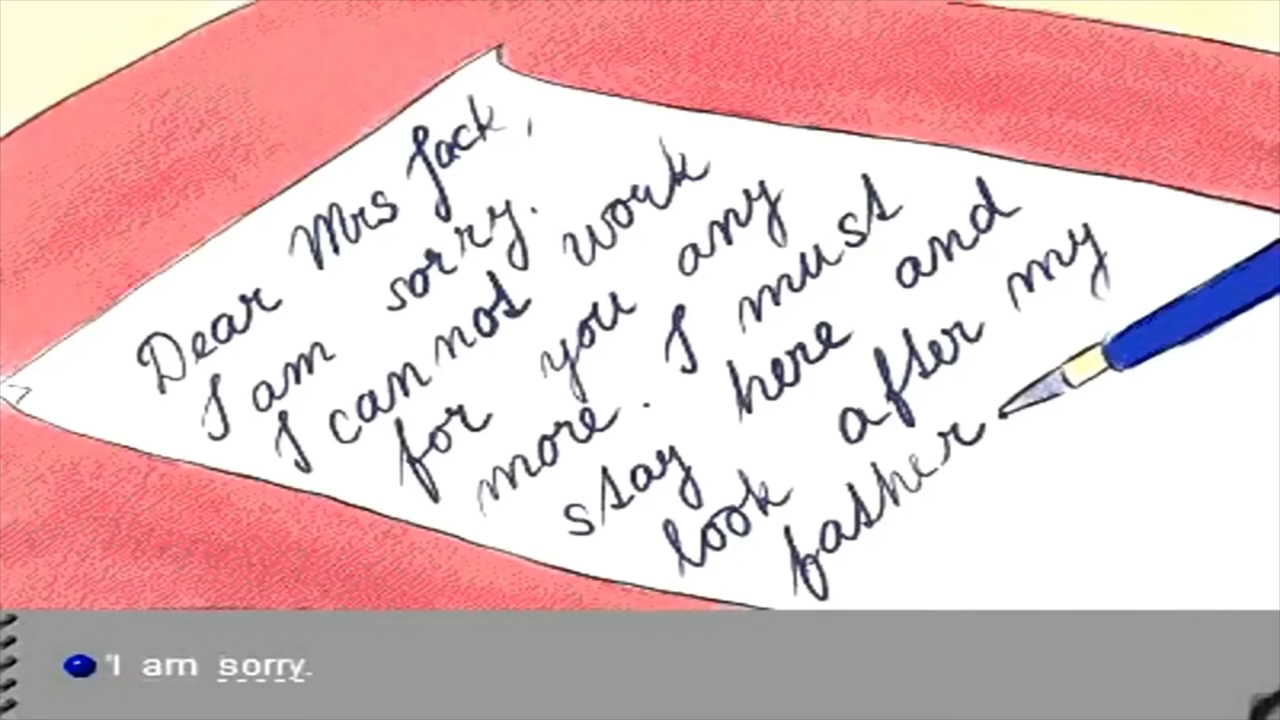 Dear Mrs Jack,
I am sorry.
I cannot work
for you any
more. I must
stay here and
look after my
father
'I am sorry.